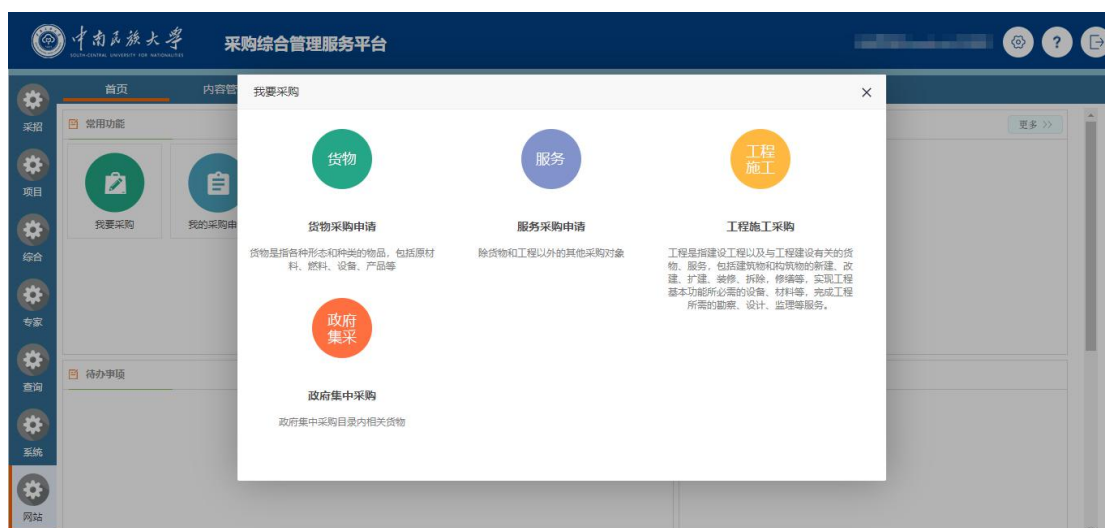 中南民族大学
SOUTH-CENTRAL UNIVERSITY FOR NATIONALITIES
采购综合管理服务平台
?
首页
内容管
采招
项目
综合
专家
查询
系统
网站
常用功能
更多 >>
我要采购
我的采购申
待办事项
我要采购
货物
货物采购申请
货物是指各种形态和种类的物品，包括原材
料、燃料、设备、产品等
服务
服务采购申请
除货物和工程以外的其他采购对象
工程
施工
工程施工采购
工程是指建设工程以及与工程建设有关的货
物、服务，包括建筑物和构筑物的新建、改
建、扩建、装修、拆除，修缮等，实现工程
基本功能所必需的设备、材料等，完成工程
所需的勘察、设计、监理等服务。
政府
集采
政府集中采购
政府集中采购目录内相关货物